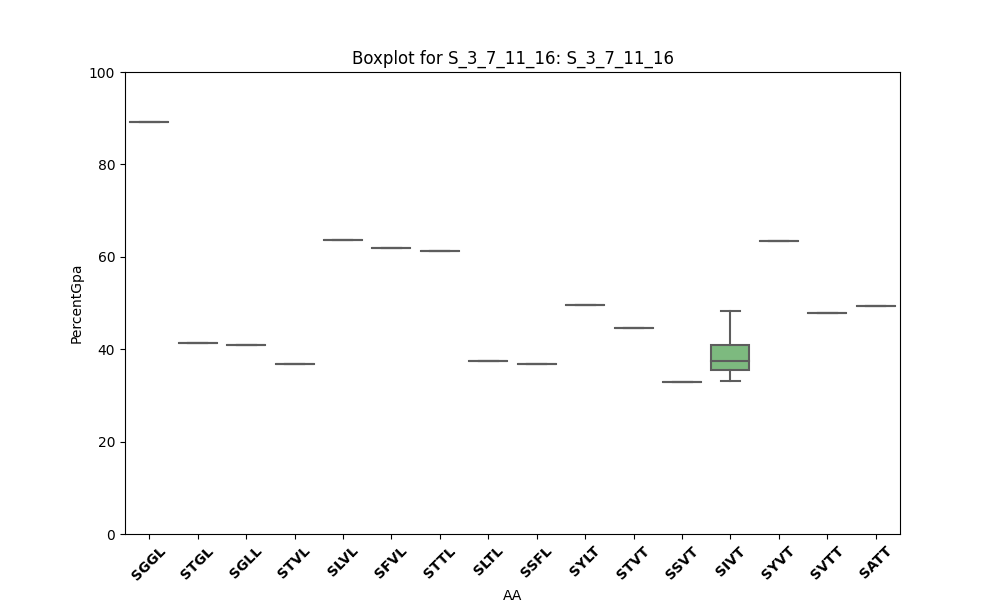 Boxplot for S_3_7_11_16: S_3_7_11_16
100
80
60
40
20
0
PercentGpa
SGGL
STGL
SGLL
STVL
SLVL
SFVL
STTL
SLTL
SSFL
SYLT
STVT
SSVT
SIVT
SYVT
SVTT
SATT
AA